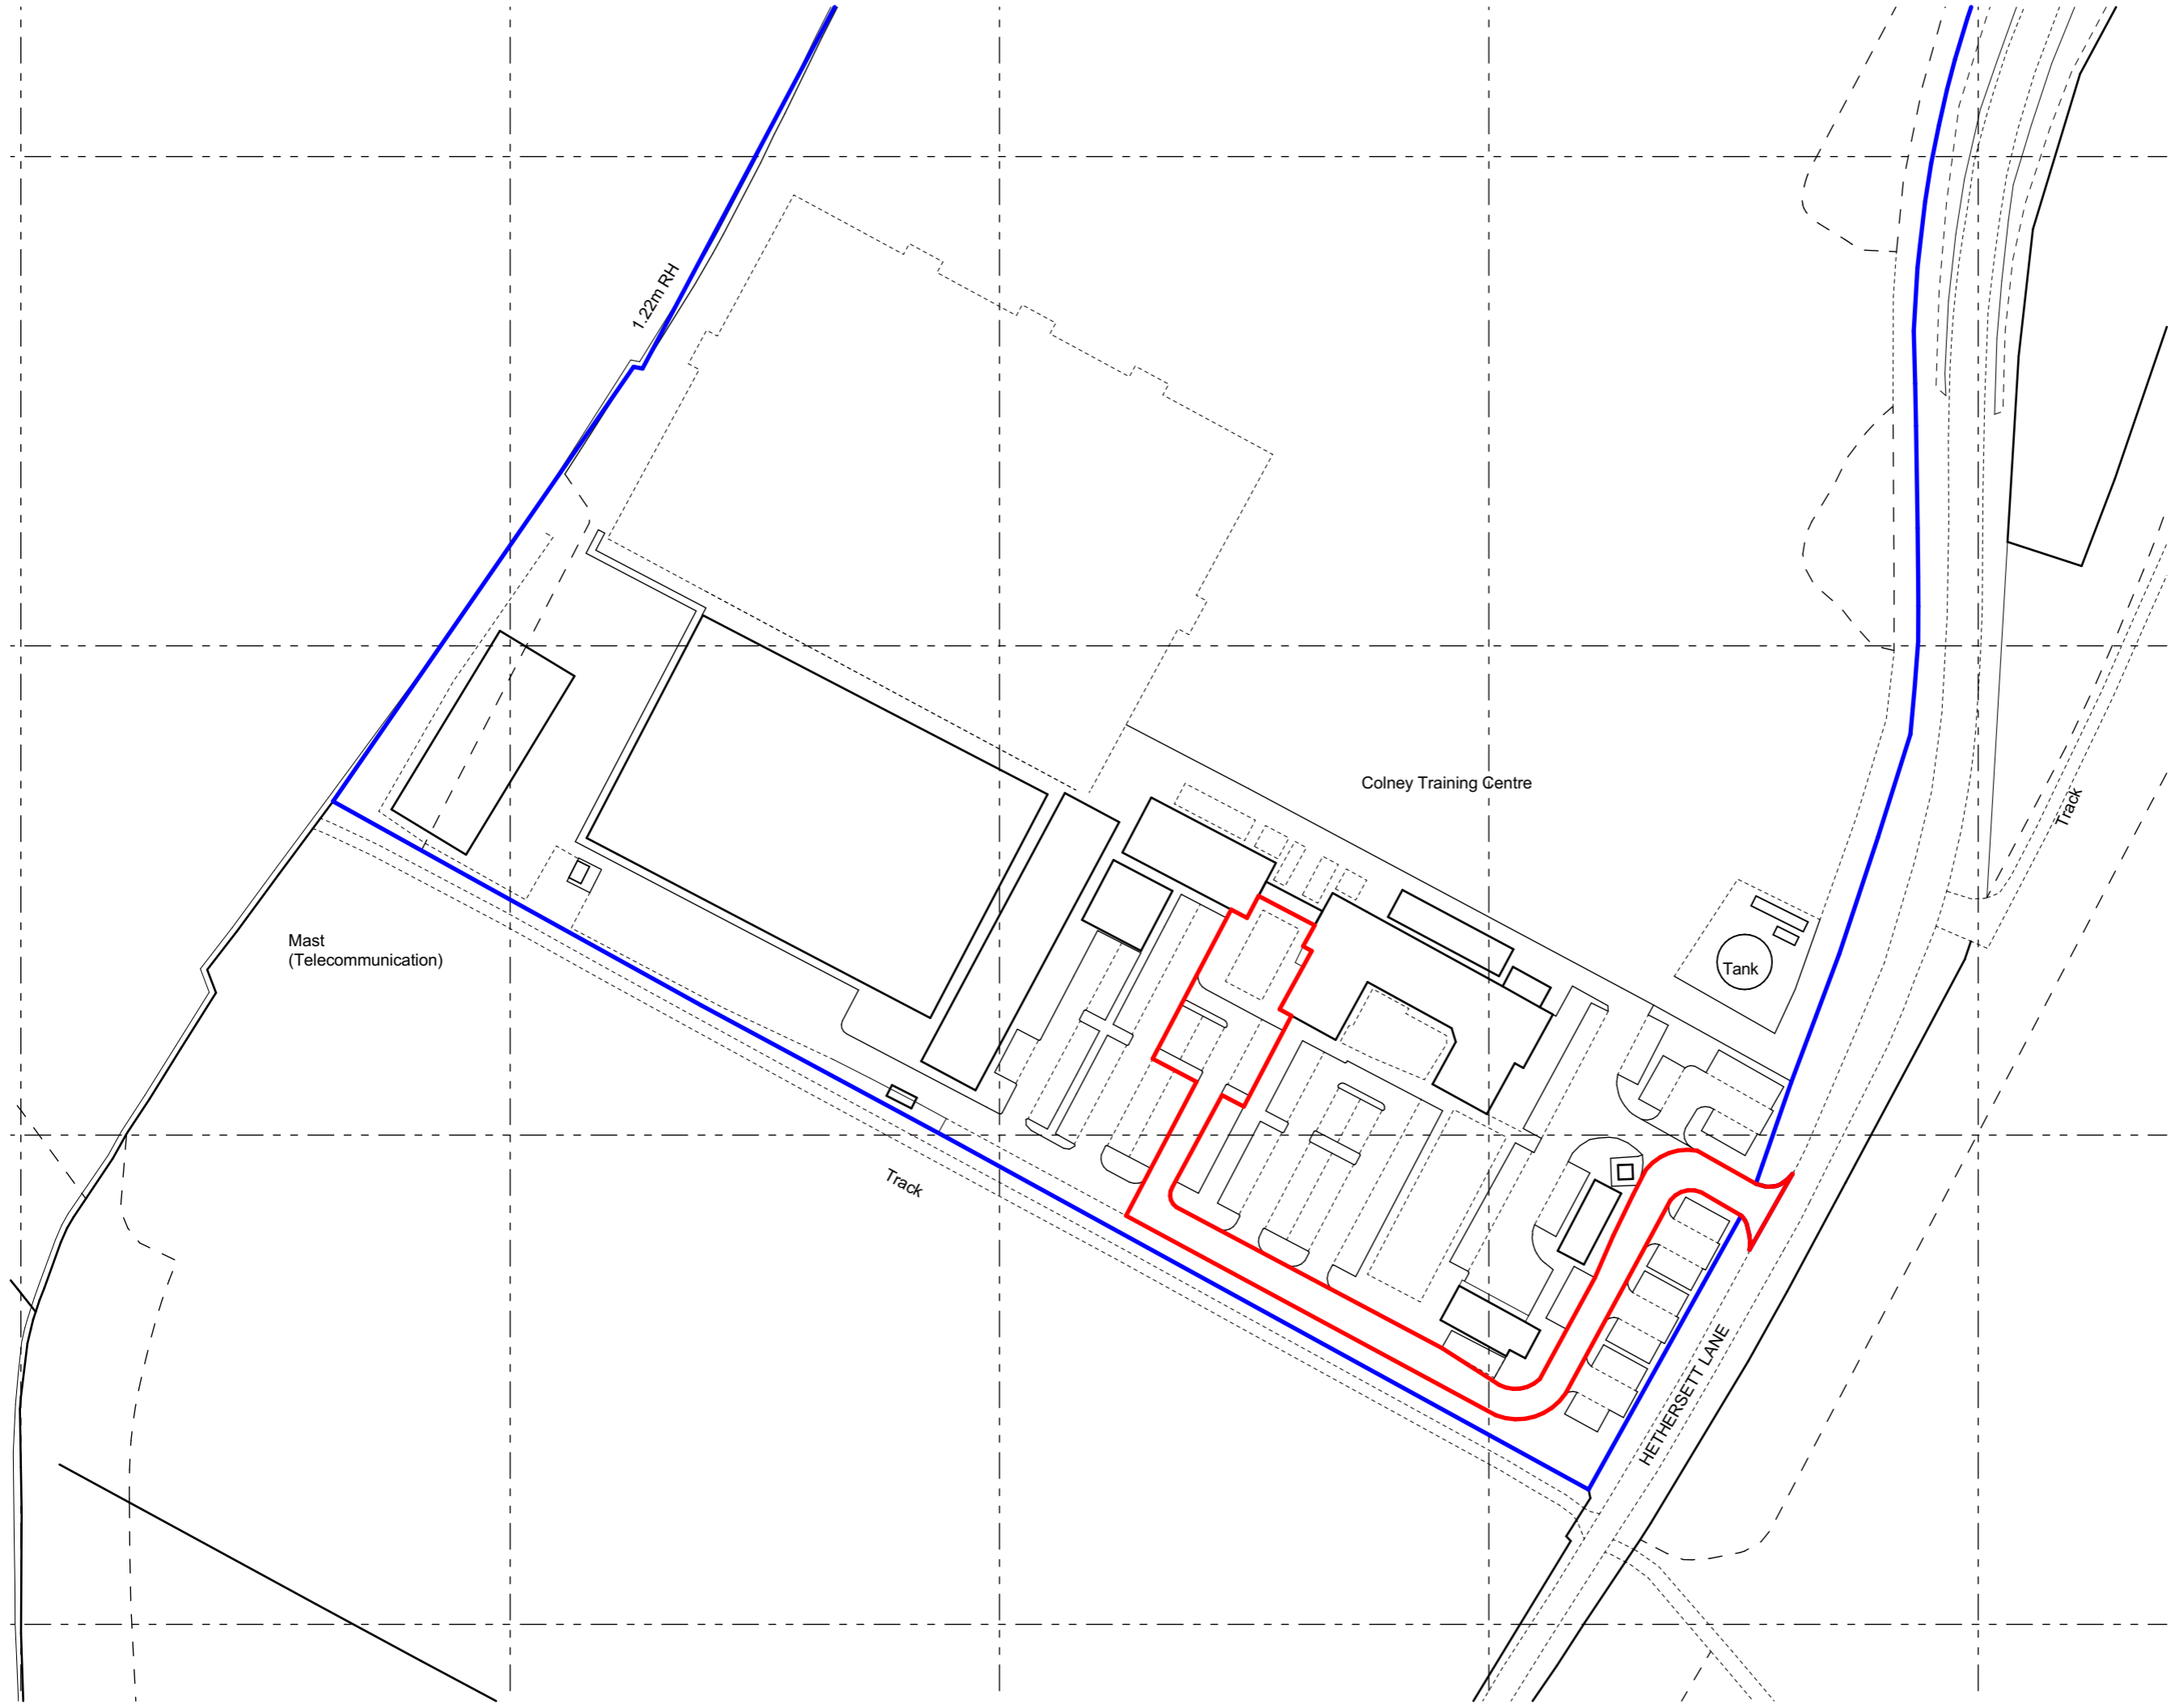 1.22m RH
Colney Training Centre
Track
Mast
(Telecommunication)
Tank
Track
HETHERSETT LANE